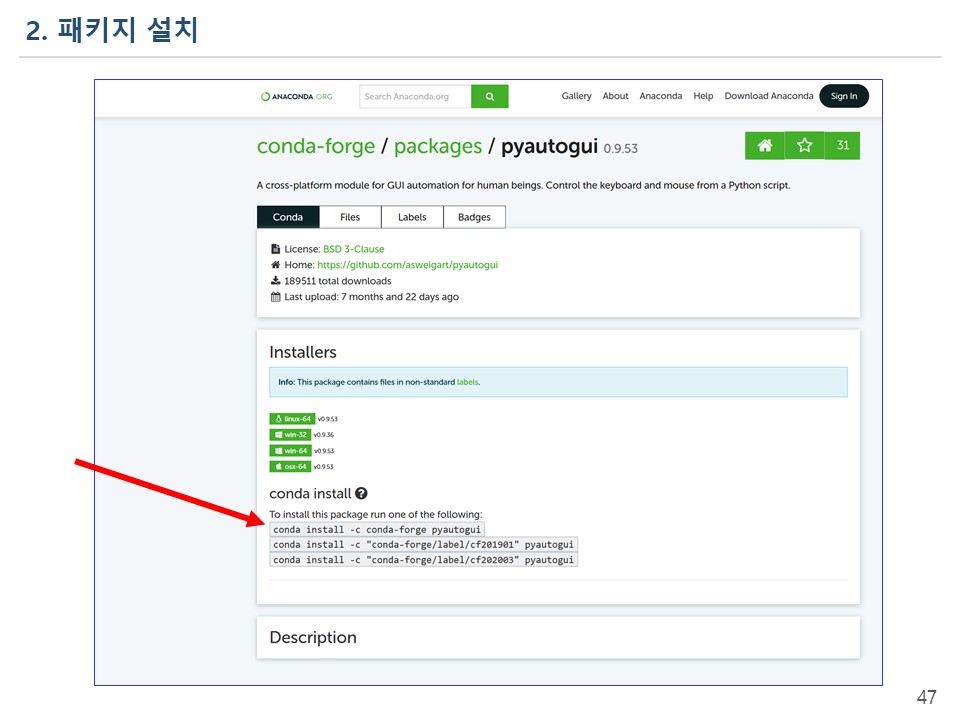 2. 패키지 설치
ANACONDA.ORG
Search Anaconda.org
Gallery About Anaconda Help Download Anaconda Sign In
conda-forge / packages / pyautogui 0.9.53
31
A cross-platform module for GUI automation for human beings. Control the keyboard and mouse from a Python script.
Conda Files Labels Badges
License: BSD 3-Clause
Home: https://github.com/asweigart/pyautogui
189511 total downloads
Last upload: 7 months and 22 days ago
Installers
Info: This package contains files in non-standard labels.
linux-64 v0.9.53
win-32 v0.9.36
win-64 v0.9.53
osx-64 v0.9.53
conda install ?
To install this package run one of the following:
conda install -c conda-forge pyautogui
conda install -c "conda-forge/label/cf201901" pyautogui
conda install -c "conda-forge/label/cf202003" pyautogui
Description
47